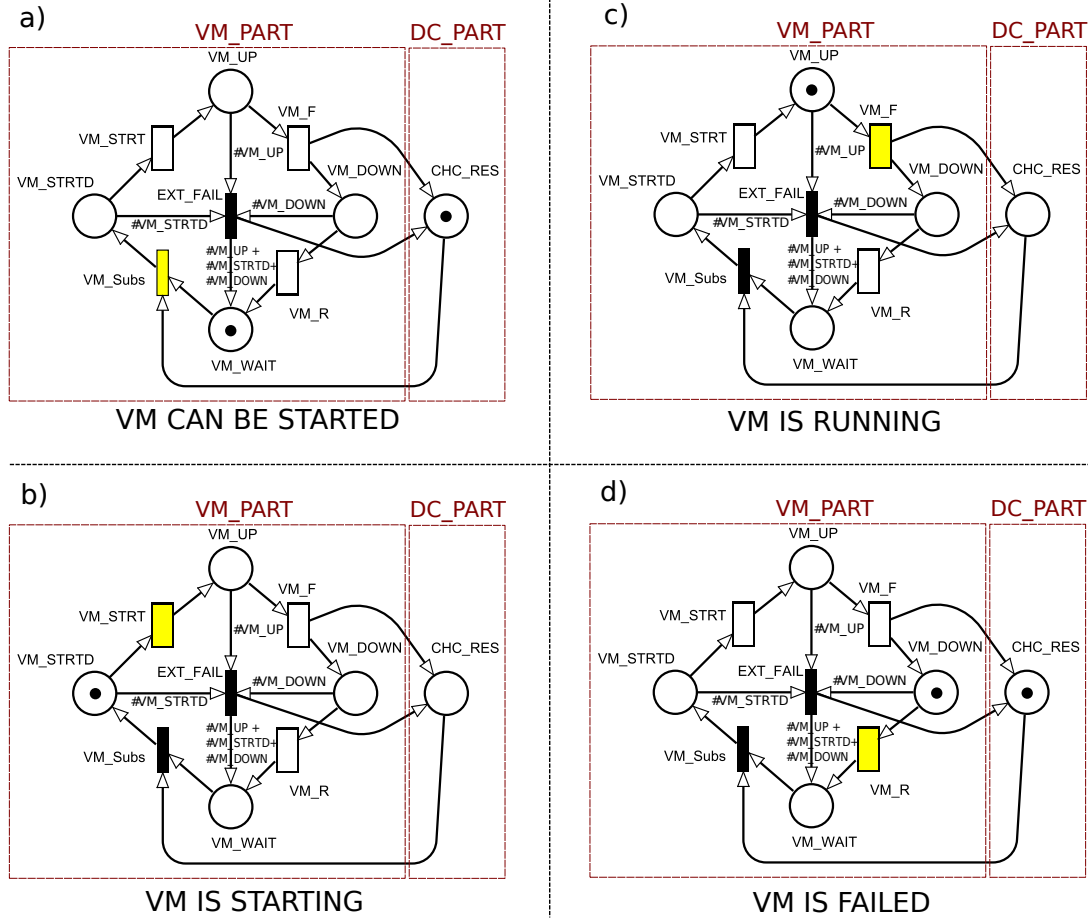 a)
VM_PART
DC_PART
VM_UP
VM_F
VM_STRT
#VM_UP
VM_DOWN
CHC_RES
VM_STRTD
EXT_FAIL
#VM_DOWN
#VM_STRTD
#VM_UP +
#VM_STRTD+
#VM_DOWN
VM_Subs
VM_R
VM_WAIT
VM CAN BE STARTED
c)
VM_PART
DC_PART
VM_UP
VM_F
VM_STRT
#VM_UP
VM_DOWN
CHC_RES
VM_STRTD
EXT_FAIL
#VM_DOWN
#VM_STRTD
#VM_UP +
#VM_STRTD+
#VM_DOWN
VM_Subs
VM_R
VM_WAIT
VM IS RUNNING
b)
VM_PART
DC_PART
VM_UP
VM_F
VM_STRT
#VM_UP
VM_DOWN
CHC_RES
VM_STRTD
EXT_FAIL
#VM_DOWN
#VM_STRTD
#VM_UP +
#VM_STRTD+
#VM_DOWN
VM_Subs
VM_R
VM_WAIT
VM IS STARTING
d)
VM_PART
DC_PART
VM_UP
VM_F
VM_STRT
#VM_UP
VM_DOWN
CHC_RES
VM_STRTD
EXT_FAIL
#VM_DOWN
#VM_STRTD
#VM_UP +
#VM_STRTD+
#VM_DOWN
VM_Subs
VM_R
VM_WAIT
VM IS FAILED